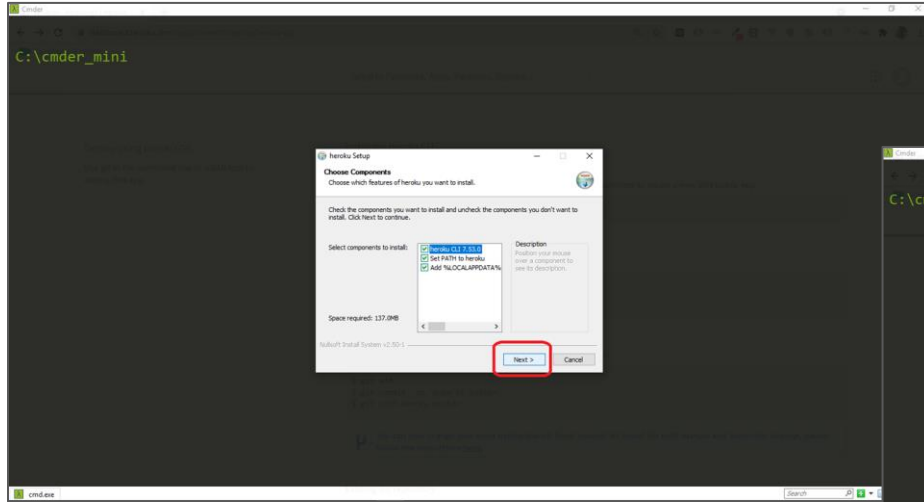 Cmder
C:\cmder_mini
heroku Setup
Choose Components
Choose which features of heroku you want to install.
Check the components you want to install and uncheck the components you don't want to
install. Click Next to continue.
Select components to install:
heroku CLI 7.53.0
Set PATH to heroku
Add %LOCALAPPDATA%
Description
Position your mouse
over a component to
see its description.
Space required: 137.0MB
Nullsoft Install System v2.50-1
Next >
Cancel
cmd.exe
Search
Cmder
C:\c